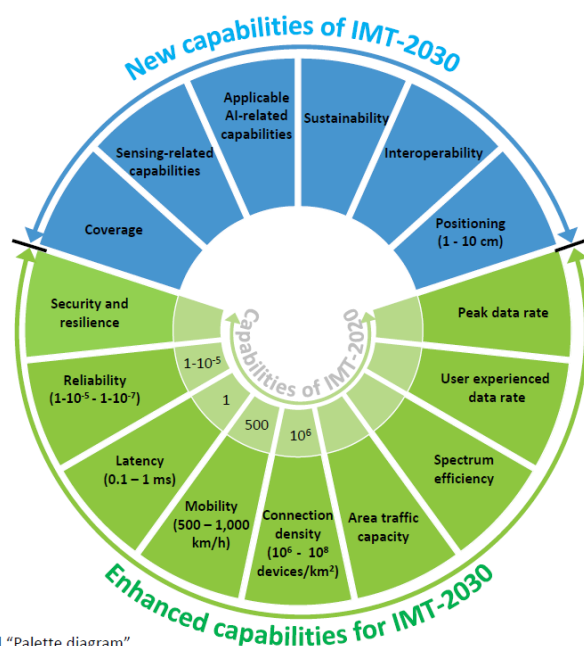 New capabilities of IMT-2030
Applicable
AI-related
capabilities
Sustainability
Sensing-related
capabilities
Interoperability
Coverage
Positioning
(1 - 10 cm)
Security and
resilience
Capabilities of IMT-2020
Peak data rate
Reliability
(1-10⁻⁵ - 1-10⁻⁷)
1-10⁻⁵
User experienced
data rate
Latency
(0.1 – 1 ms)
1
500
10⁶
Spectrum
efficiency
Mobility
(500 – 1,000
km/h)
Connection
density
(10⁶ - 10⁸
devices/km²)
Area traffic
capacity
Enhanced capabilities for IMT-2030
"Palette diagram"